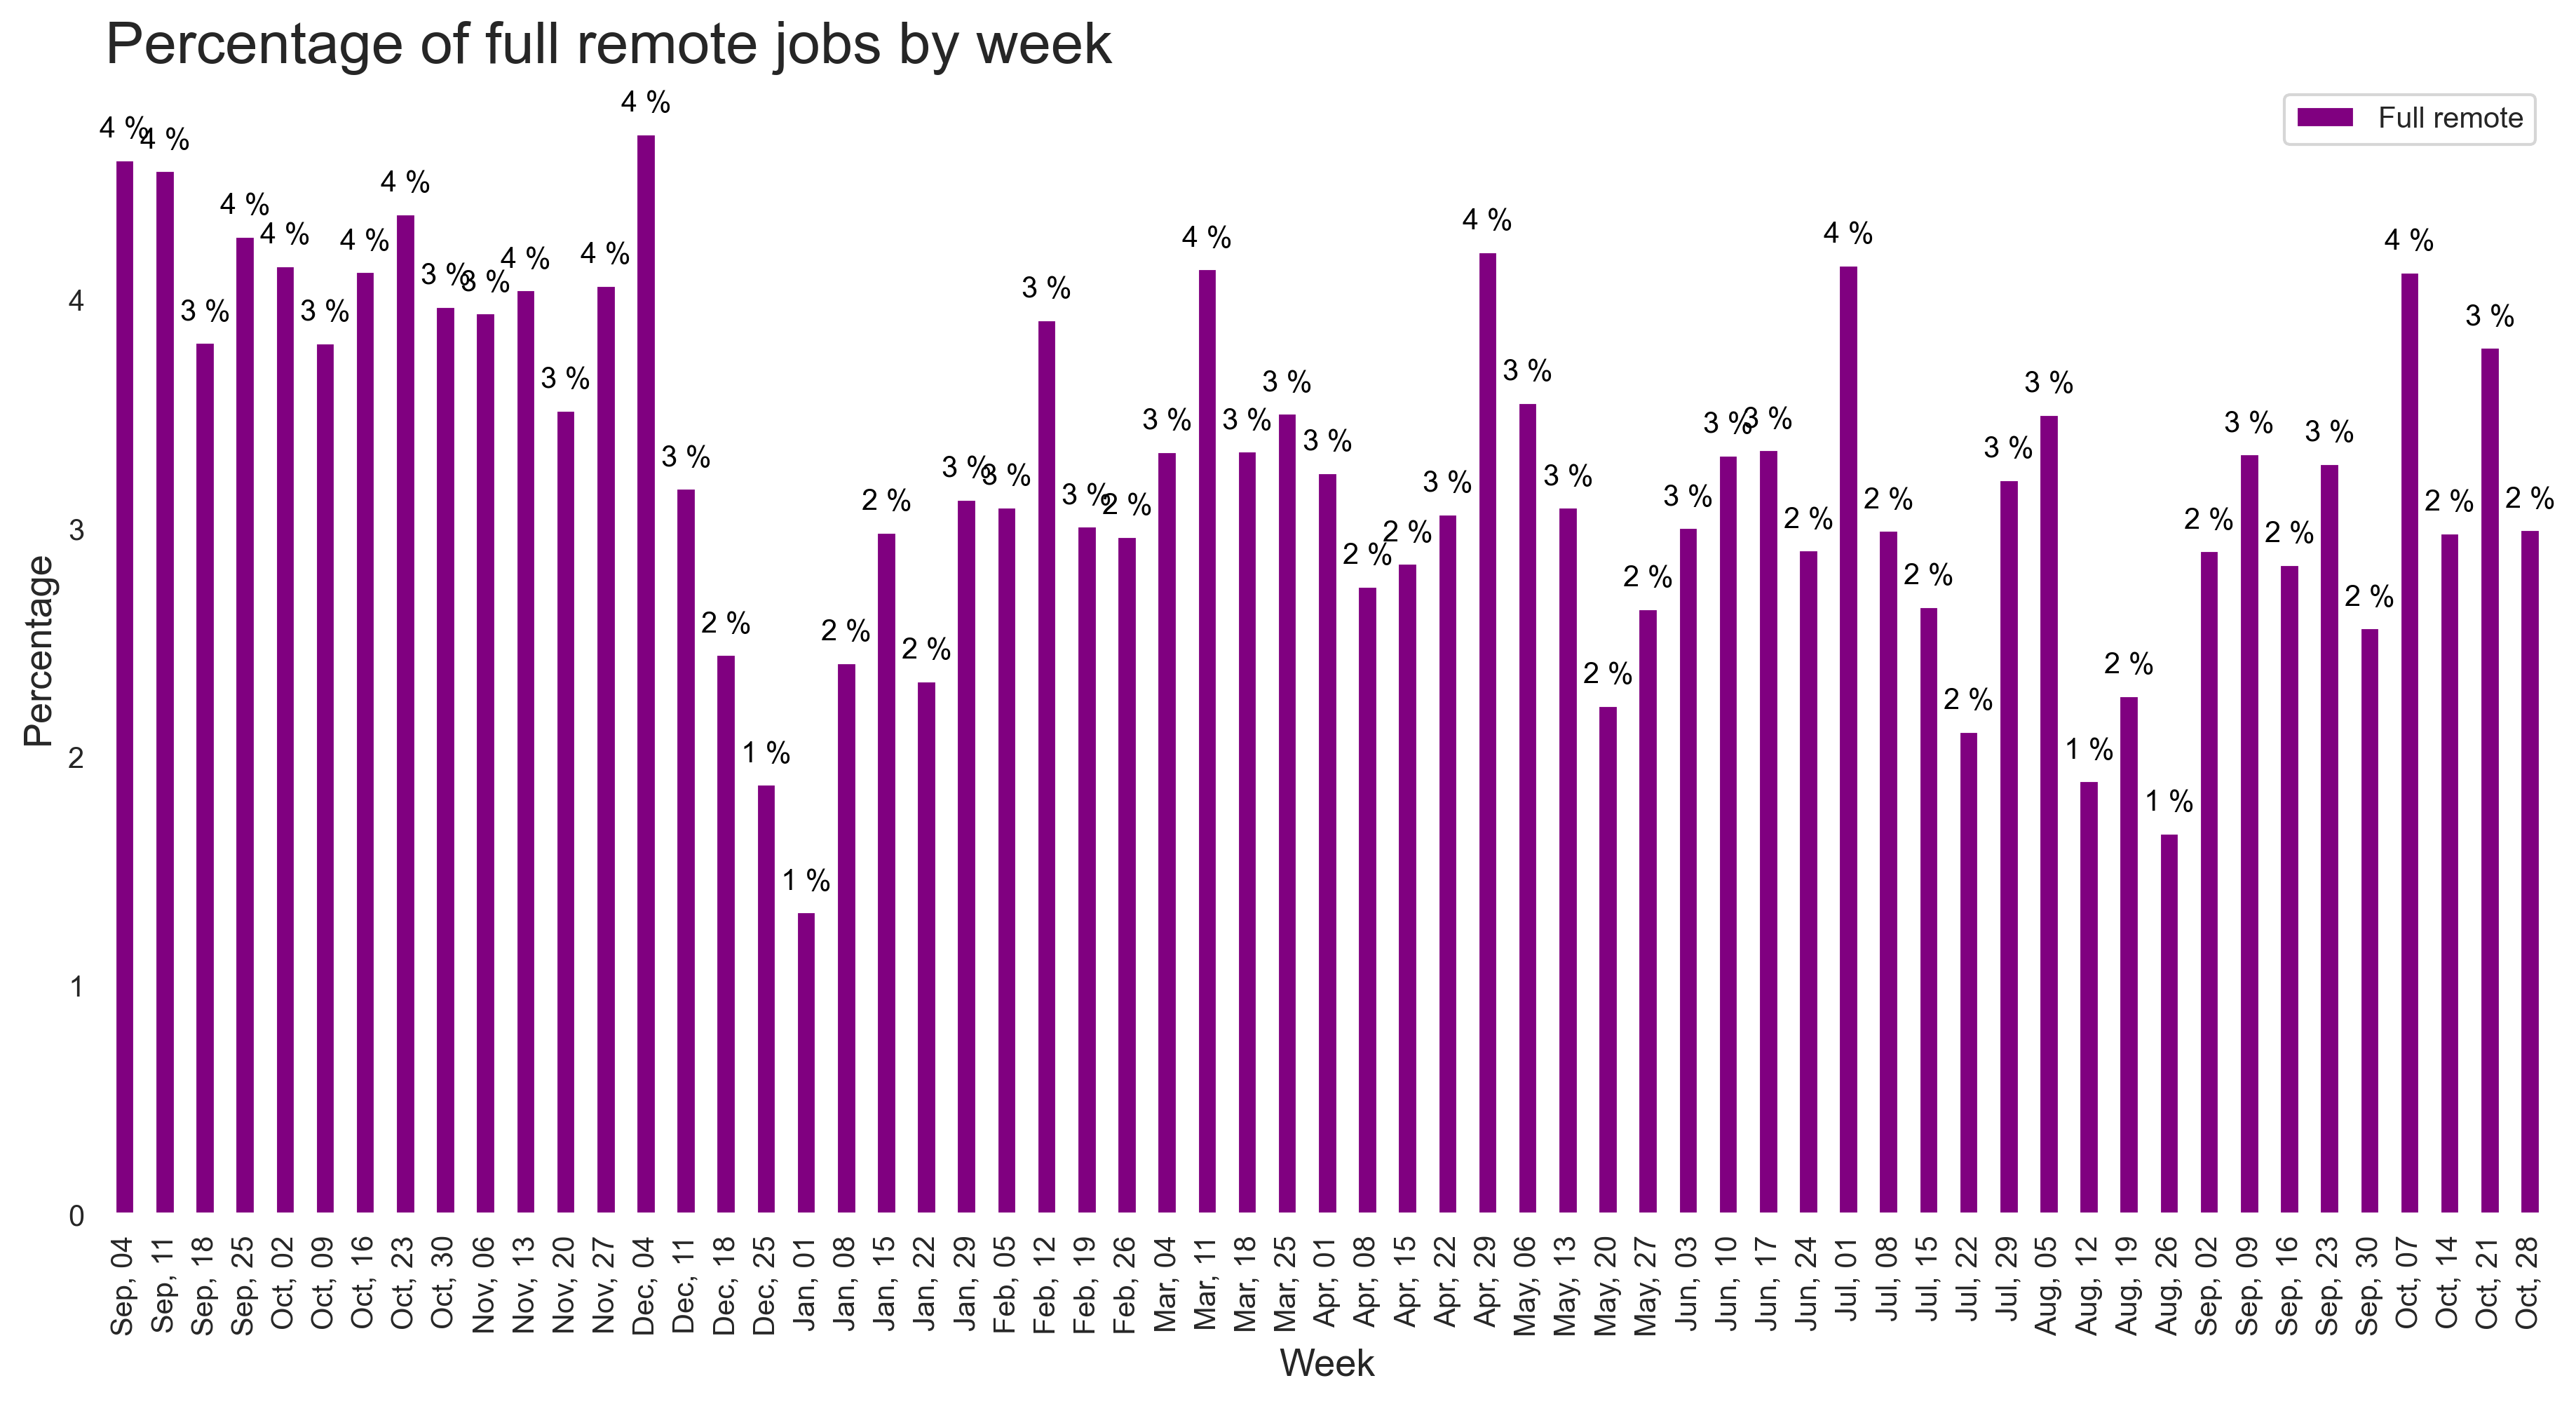 Percentage of full remote jobs by week
Full remote
4 %
4 %
3 %
4 %
4 %
3 %
4 %
4 %
3 %
3 %
4 %
3 %
4 %
4 %
3 %
2 %
1 %
1 %
2 %
2 %
2 %
3 %
3 %
3 %
3 %
2 %
3 %
4 %
3 %
3 %
3 %
2 %
2 %
3 %
4 %
3 %
3 %
2 %
2 %
3 %
3 %
3 %
2 %
4 %
2 %
2 %
2 %
3 %
3 %
1 %
2 %
1 %
2 %
3 %
2 %
3 %
2 %
4 %
2 %
3 %
2 %
Percentage
4
3
2
1
0
Sep, 04
Sep, 11
Sep, 18
Sep, 25
Oct, 02
Oct, 09
Oct, 16
Oct, 23
Oct, 30
Nov, 06
Nov, 13
Nov, 20
Nov, 27
Dec, 04
Dec, 11
Dec, 18
Dec, 25
Jan, 01
Jan, 08
Jan, 15
Jan, 22
Jan, 29
Feb, 05
Feb, 12
Feb, 19
Feb, 26
Mar, 04
Mar, 11
Mar, 18
Mar, 25
Apr, 01
Apr, 08
Apr, 15
Apr, 22
Apr, 29
May, 06
May, 13
May, 20
May, 27
Jun, 03
Jun, 10
Jun, 17
Jun, 24
Jul, 01
Jul, 08
Jul, 15
Jul, 22
Jul, 29
Aug, 05
Aug, 12
Aug, 19
Aug, 26
Sep, 02
Sep, 09
Sep, 16
Sep, 23
Sep, 30
Oct, 07
Oct, 14
Oct, 21
Oct, 28
Week